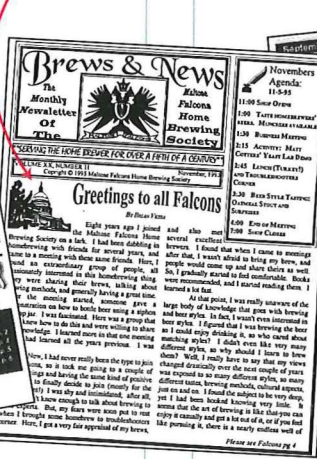 Septem
Brews & News
The
Monthly
Newsletter
Of
The
Maltose
Falcons
Home
Brewing
Society
"SERVING THE HOME BREWER FOR OVER A FIFTH OF A CENTURY"
VOLUME XX, NUMBER 11
November, 1995
Copyright © 1995 Maltose Falcons Home Brewing Society
Novembers
Agenda:
11-5-95
11:00 SHOP OPENS
1:00 TASTE HOMEBREWERS'
BEERS. MUNCHIES AVAILABLE
1:30 BUSINESS MEETING
2:15 ACTIVITY: MATT
COTTERS' YEAST LAB DEMO
2:45 LUNCH (TURKEY!)
AND TROUBLESHOOTERS
CORNER
3:30 BEER STYLE TASTING
OATMEAL STOUT AND
SURPRISES
6:00 END OF MEETING
7:00 SHOP CLOSES
Greetings to all Falcons
By Brian Vessa
Eight years ago I joined
the Maltose Falcons Home
Brewing Society on a lark. I had been dabbling in
homebrewing with friends for several years, and
came to a meeting with these same friends. Here, I
found an extraordinary group of people, all
passionately interested in this homebrewing thing.
They were sharing their brews, talking about
brewing methods, and generally having a great time.
the meeting started, someone gave a
demonstration on how to bottle beer using a siphon
jar. I was fascinated. Here was a group that
knew how to do this and were willing to share
knowledge. I learned more in that one meeting
had learned all the years previous. I was
Now, I had never really been the type to join
so it took me to going to a couple of
meetings and having the same kind of positive
to finally decide to join (mostly for the
I was shy and intimidated; after all,
know enough to talk about brewing to
experts. But, my fears were soon put to rest
when I brought some homebrew to troubleshooters
corner. Here, I got a very fair appraisal of my brews,
and also met
several excellent
brewers. I found that when I came to meetings
after that, I wasn't afraid to bring my brew, and
people would come up and share theirs as well.
So, I gradually started to feel comfortable. Books
were recommended, and I started reading them. I
learned a lot fast.
At that point, I was really unaware of the
large body of knowledge that goes with brewing
and beer styles. In fact, I wasn't even interested in
beer styles. I figured that I was brewing the beer
so I could enjoy drinking it, so who cared about
matching styles? I didn't even like very many
different styles, so why should I learn to brew
them? Well, I really have to say that my views
changed drastically over the next couple of years
was exposed to so many different styles, so many
different tastes, brewing methods, cultural aspects,
just on and on. I found the subject to be very deep,
yet I had been hooked knowing very little. It
seems that the art of brewing is like that-you can
enjoy it casually and get a lot out of it, or if you feel
like pursuing it, there is a nearly endless well of
Please see Falcons pg 4